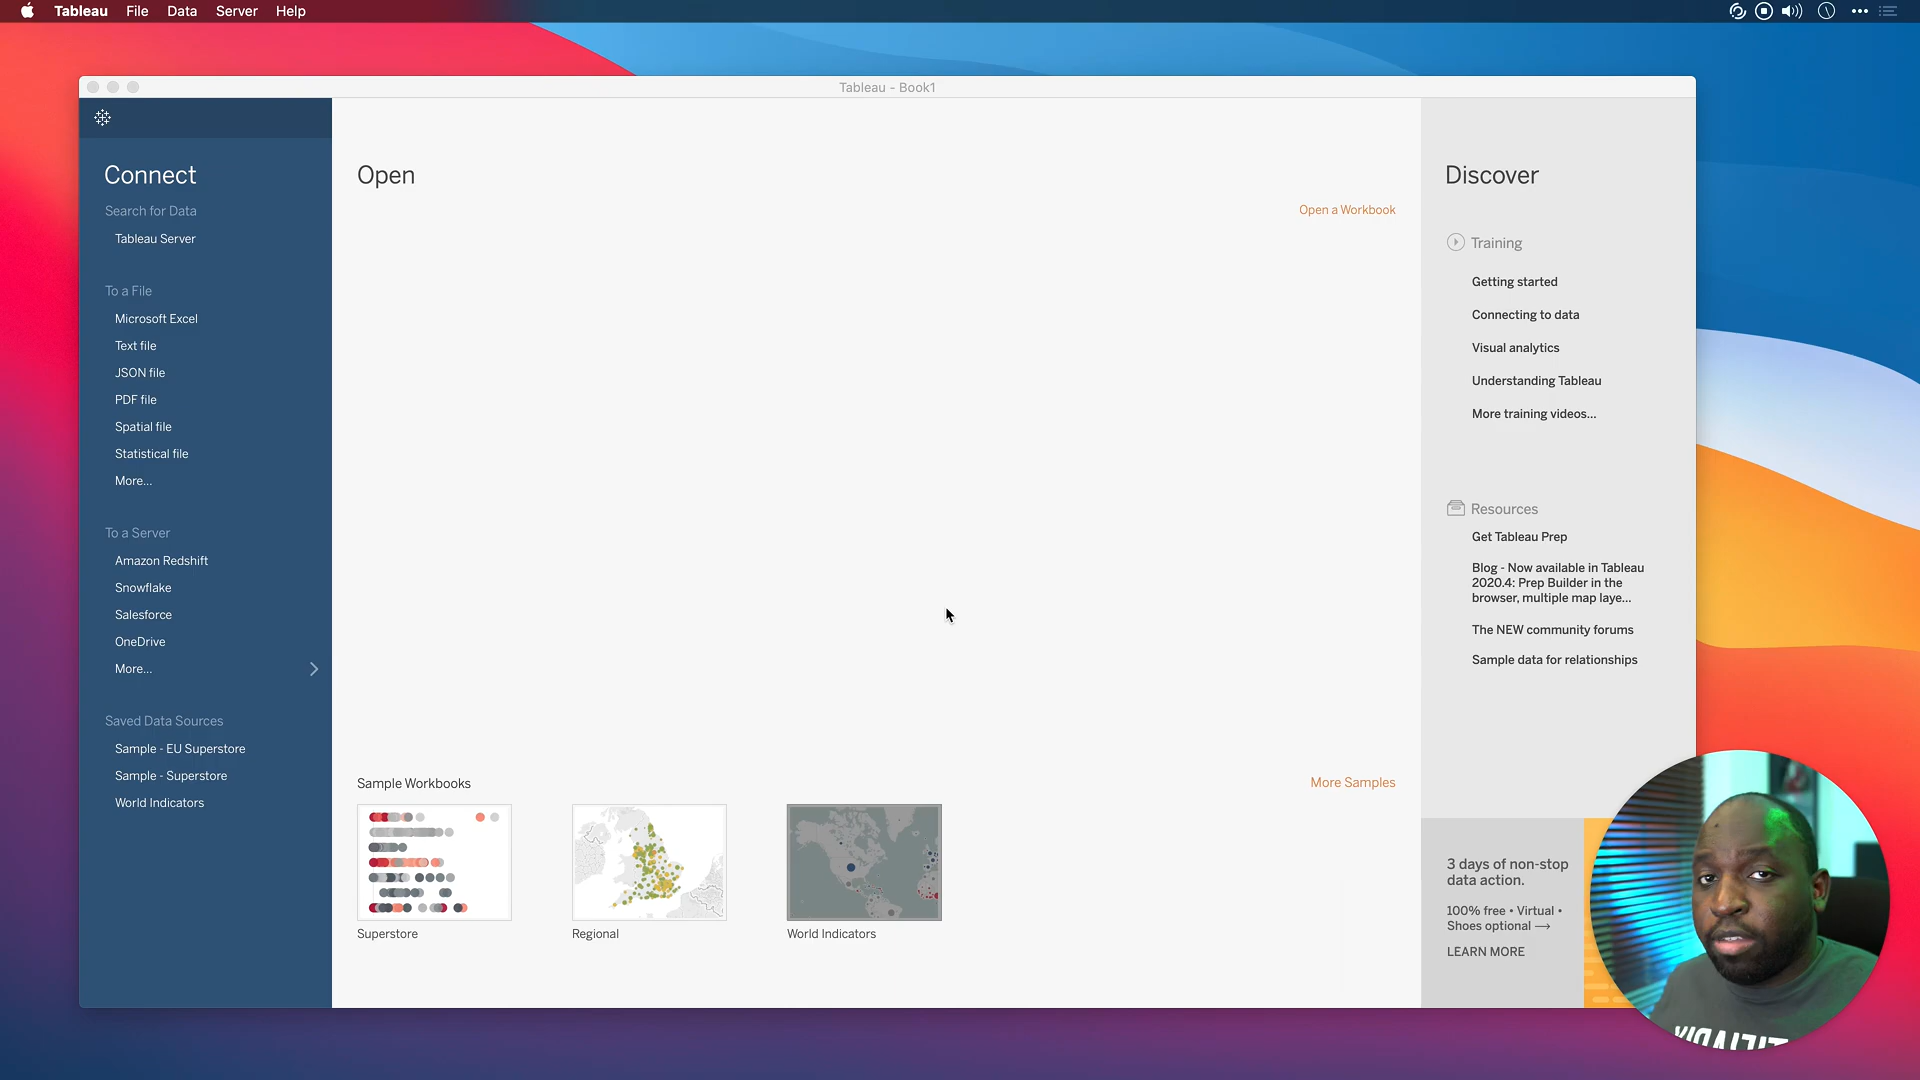 Tableau File Data Server Help
Tableau - Book1
Connect
Search for Data
Tableau Server
To a File
Microsoft Excel
Text file
JSON file
PDF file
Spatial file
Statistical file
More...
To a Server
Amazon Redshift
Snowflake
Salesforce
OneDrive
More...
Saved Data Sources
Sample - EU Superstore
Sample - Superstore
World Indicators
Open
Open a Workbook
Sample Workbooks
More Samples
Superstore
Regional
World Indicators
Discover
Training
Getting started
Connecting to data
Visual analytics
Understanding Tableau
More training videos...
Resources
Get Tableau Prep
Blog - Now available in Tableau
2020.4: Prep Builder in the
browser, multiple map laye...
The NEW community forums
Sample data for relationships
3 days of non-stop
data action.
100% free • Virtual •
Shoes optional →
LEARN MORE